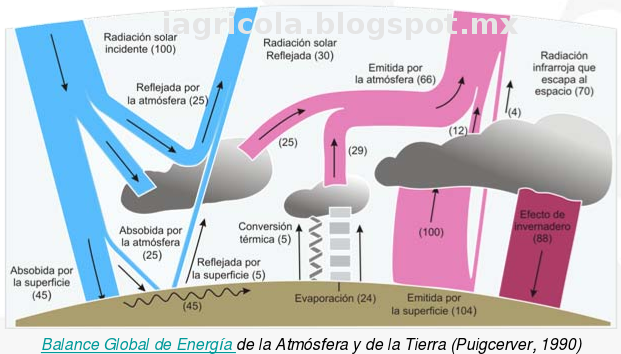 iagricola.blogspot.mx
Radiación solar
incidente (100)
Radiación solar
Reflejada (30)
Emitida por
la atmósfera (66)
Radiación
infrarroja que
escapa al
espacio (70)
Reflejada por
la atmósfera (25)
(4)
(12)
(25)
(29)
Absobida por
la atmósfera
(25)
Conversión
térmica (5)
(100)
Efecto de
invernadero
(88)
Absobida por
la superficie
(45)
Reflejada por
la superficie (5)
(45)
Evaporación (24)
Emitida por
la superficie (104)
Balance Global de Energía de la Atmósfera y de la Tierra (Puigcerver, 1990)